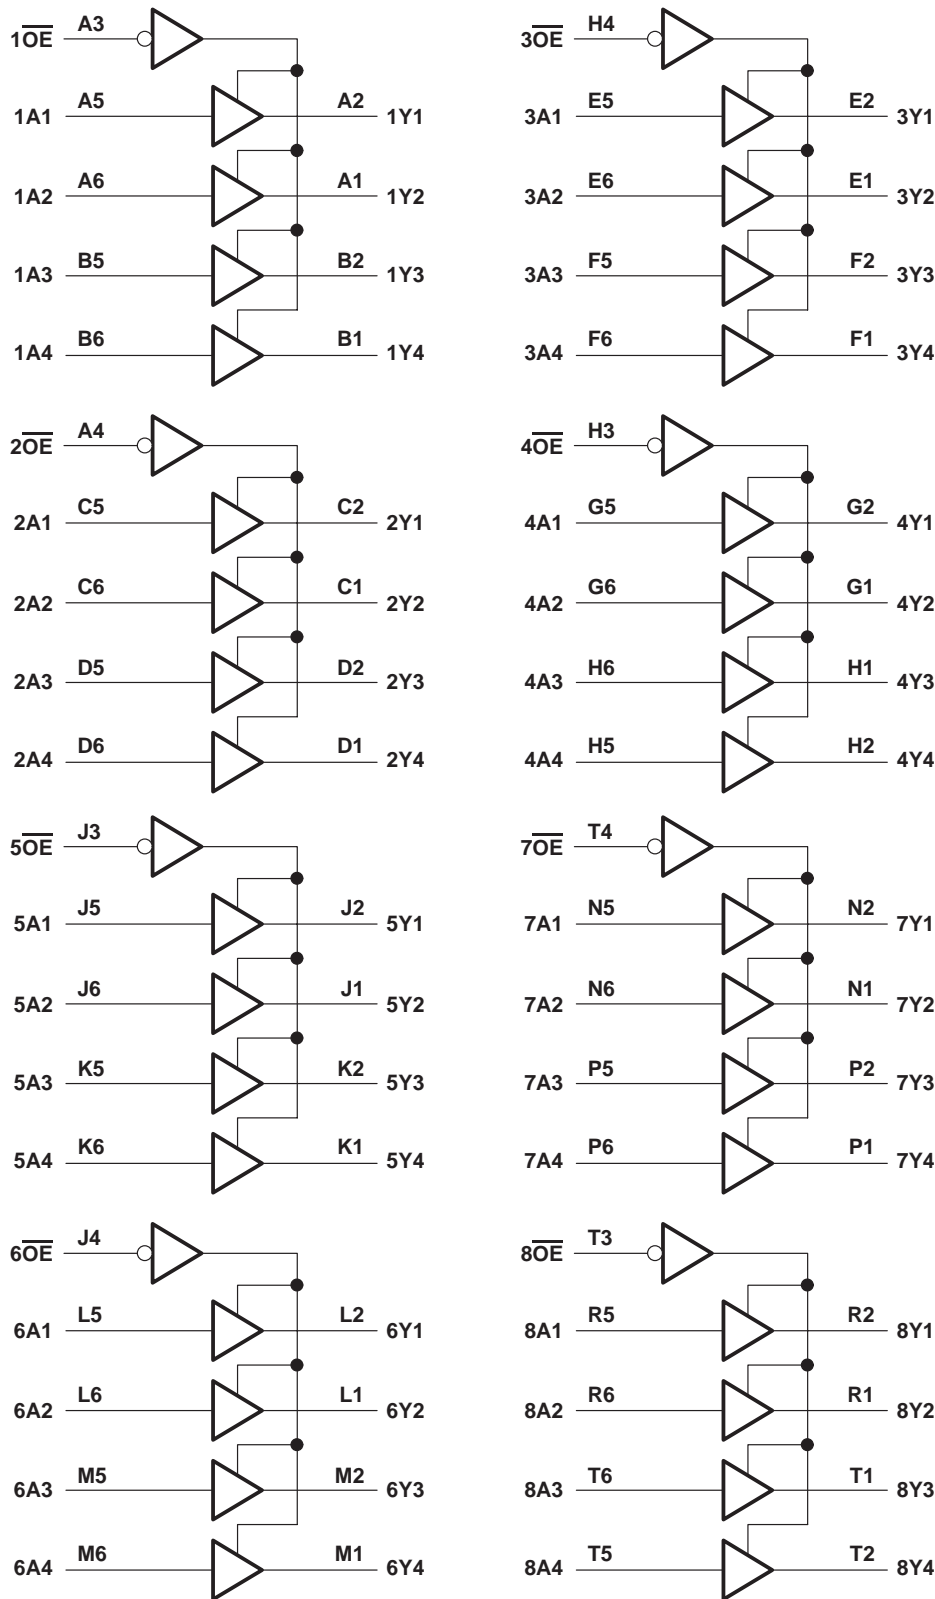 1OE A3
1A1 A5 A2 1Y1
1A2 A6 A1 1Y2
1A3 B5 B2 1Y3
1A4 B6 B1 1Y4
2OE A4
2A1 C5 C2 2Y1
2A2 C6 C1 2Y2
2A3 D5 D2 2Y3
2A4 D6 D1 2Y4
5OE J3
5A1 J5 J2 5Y1
5A2 J6 J1 5Y2
5A3 K5 K2 5Y3
5A4 K6 K1 5Y4
6OE J4
6A1 L5 L2 6Y1
6A2 L6 L1 6Y2
6A3 M5 M2 6Y3
6A4 M6 M1 6Y4
3OE H4
3A1 E5 E2 3Y1
3A2 E6 E1 3Y2
3A3 F5 F2 3Y3
3A4 F6 F1 3Y4
4OE H3
4A1 G5 G2 4Y1
4A2 G6 G1 4Y2
4A3 H6 H1 4Y3
4A4 H5 H2 4Y4
7OE T4
7A1 N5 N2 7Y1
7A2 N6 N1 7Y2
7A3 P5 P2 7Y3
7A4 P6 P1 7Y4
8OE T3
8A1 R5 R2 8Y1
8A2 R6 R1 8Y2
8A3 T6 T1 8Y3
8A4 T5 T2 8Y4